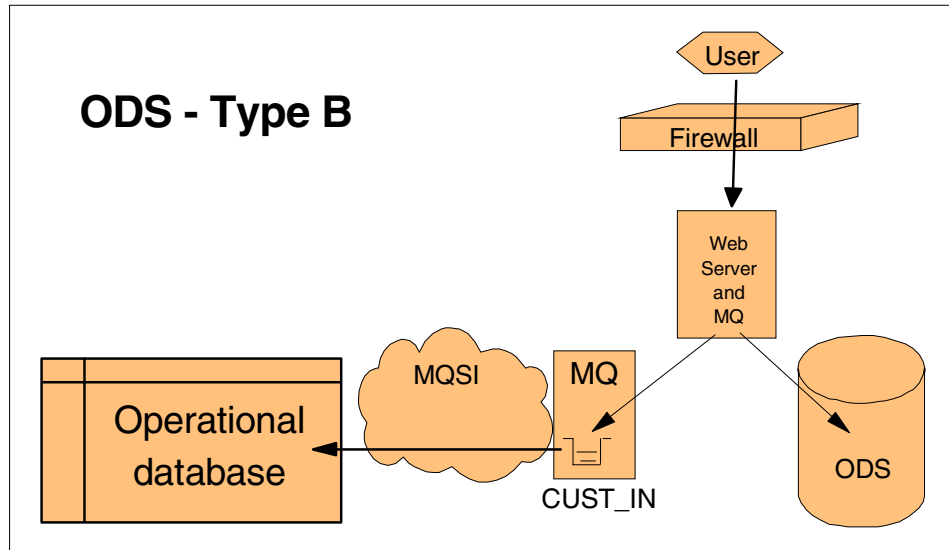 ODS - Type B
User
Firewall
Web
Server
and
MQ
MQSI
MQ
Operational
database
CUST_IN
ODS